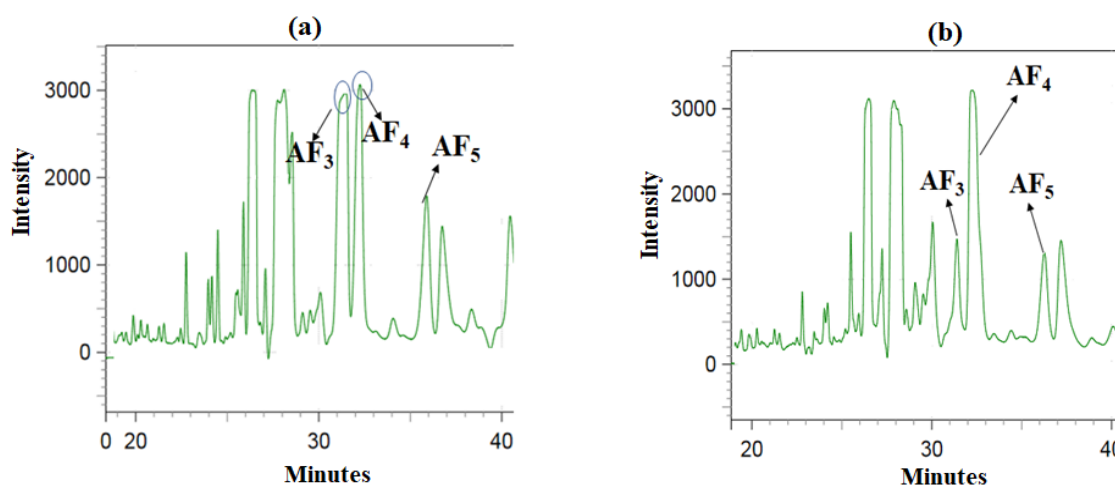 (a)
Intensity
3000
2000
1000
0
AF₃
AF₄
AF₅
0 20 30 40
Minutes
(b)
Intensity
3000
2000
1000
0
AF₄
AF₃
AF₅
20 30 40
Minutes